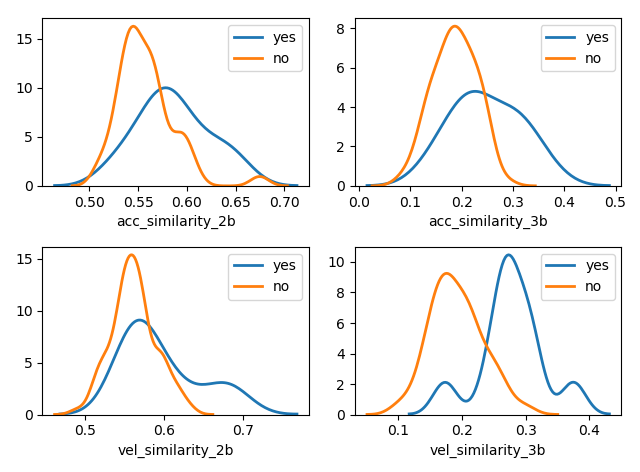 15
10
5
0
yes
no
0.50 0.55 0.60 0.65 0.70
acc_similarity_2b
8
6
4
2
0
yes
no
0.0 0.1 0.2 0.3 0.4 0.5
acc_similarity_3b
15
10
5
0
yes
no
0.5 0.6 0.7
vel_similarity_2b
10
8
6
4
2
0
yes
no
0.1 0.2 0.3 0.4
vel_similarity_3b